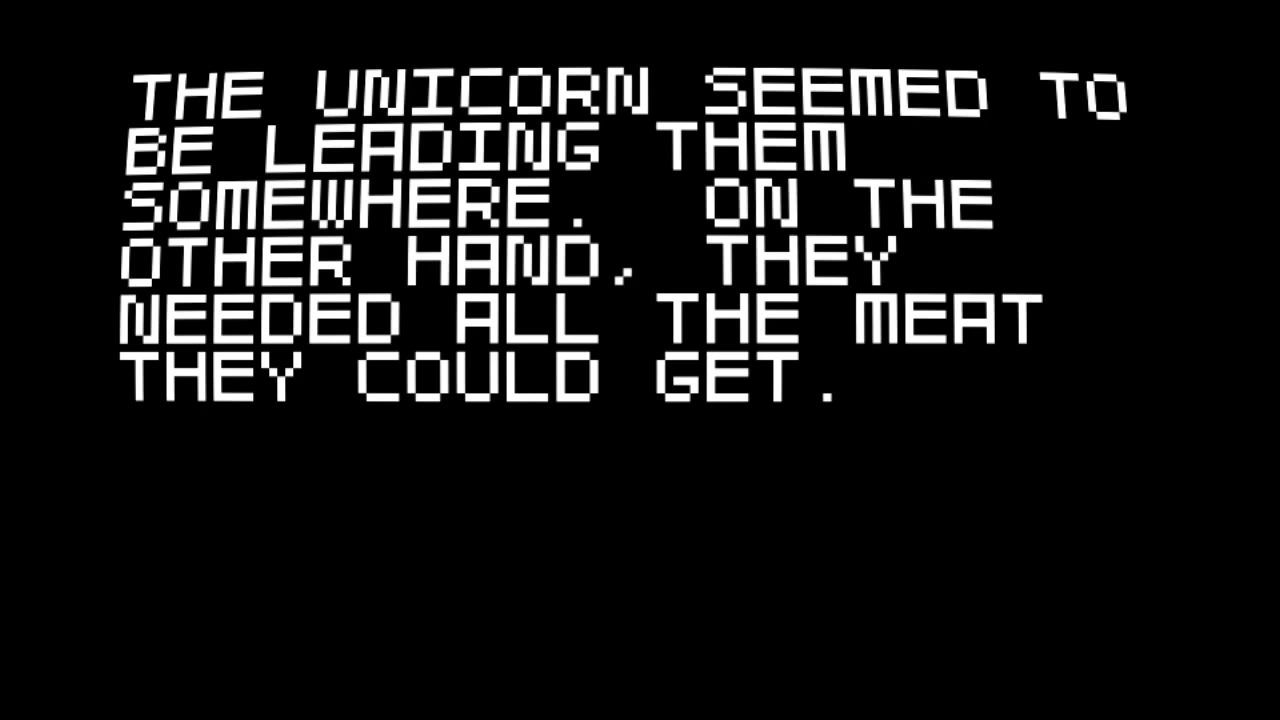 THE UNICORN SEEMED TO
BE LEADING THEM
SOMEWHERE.  ON THE
OTHER HAND, THEY
NEEDED ALL THE MEAT
THEY COULD GET.